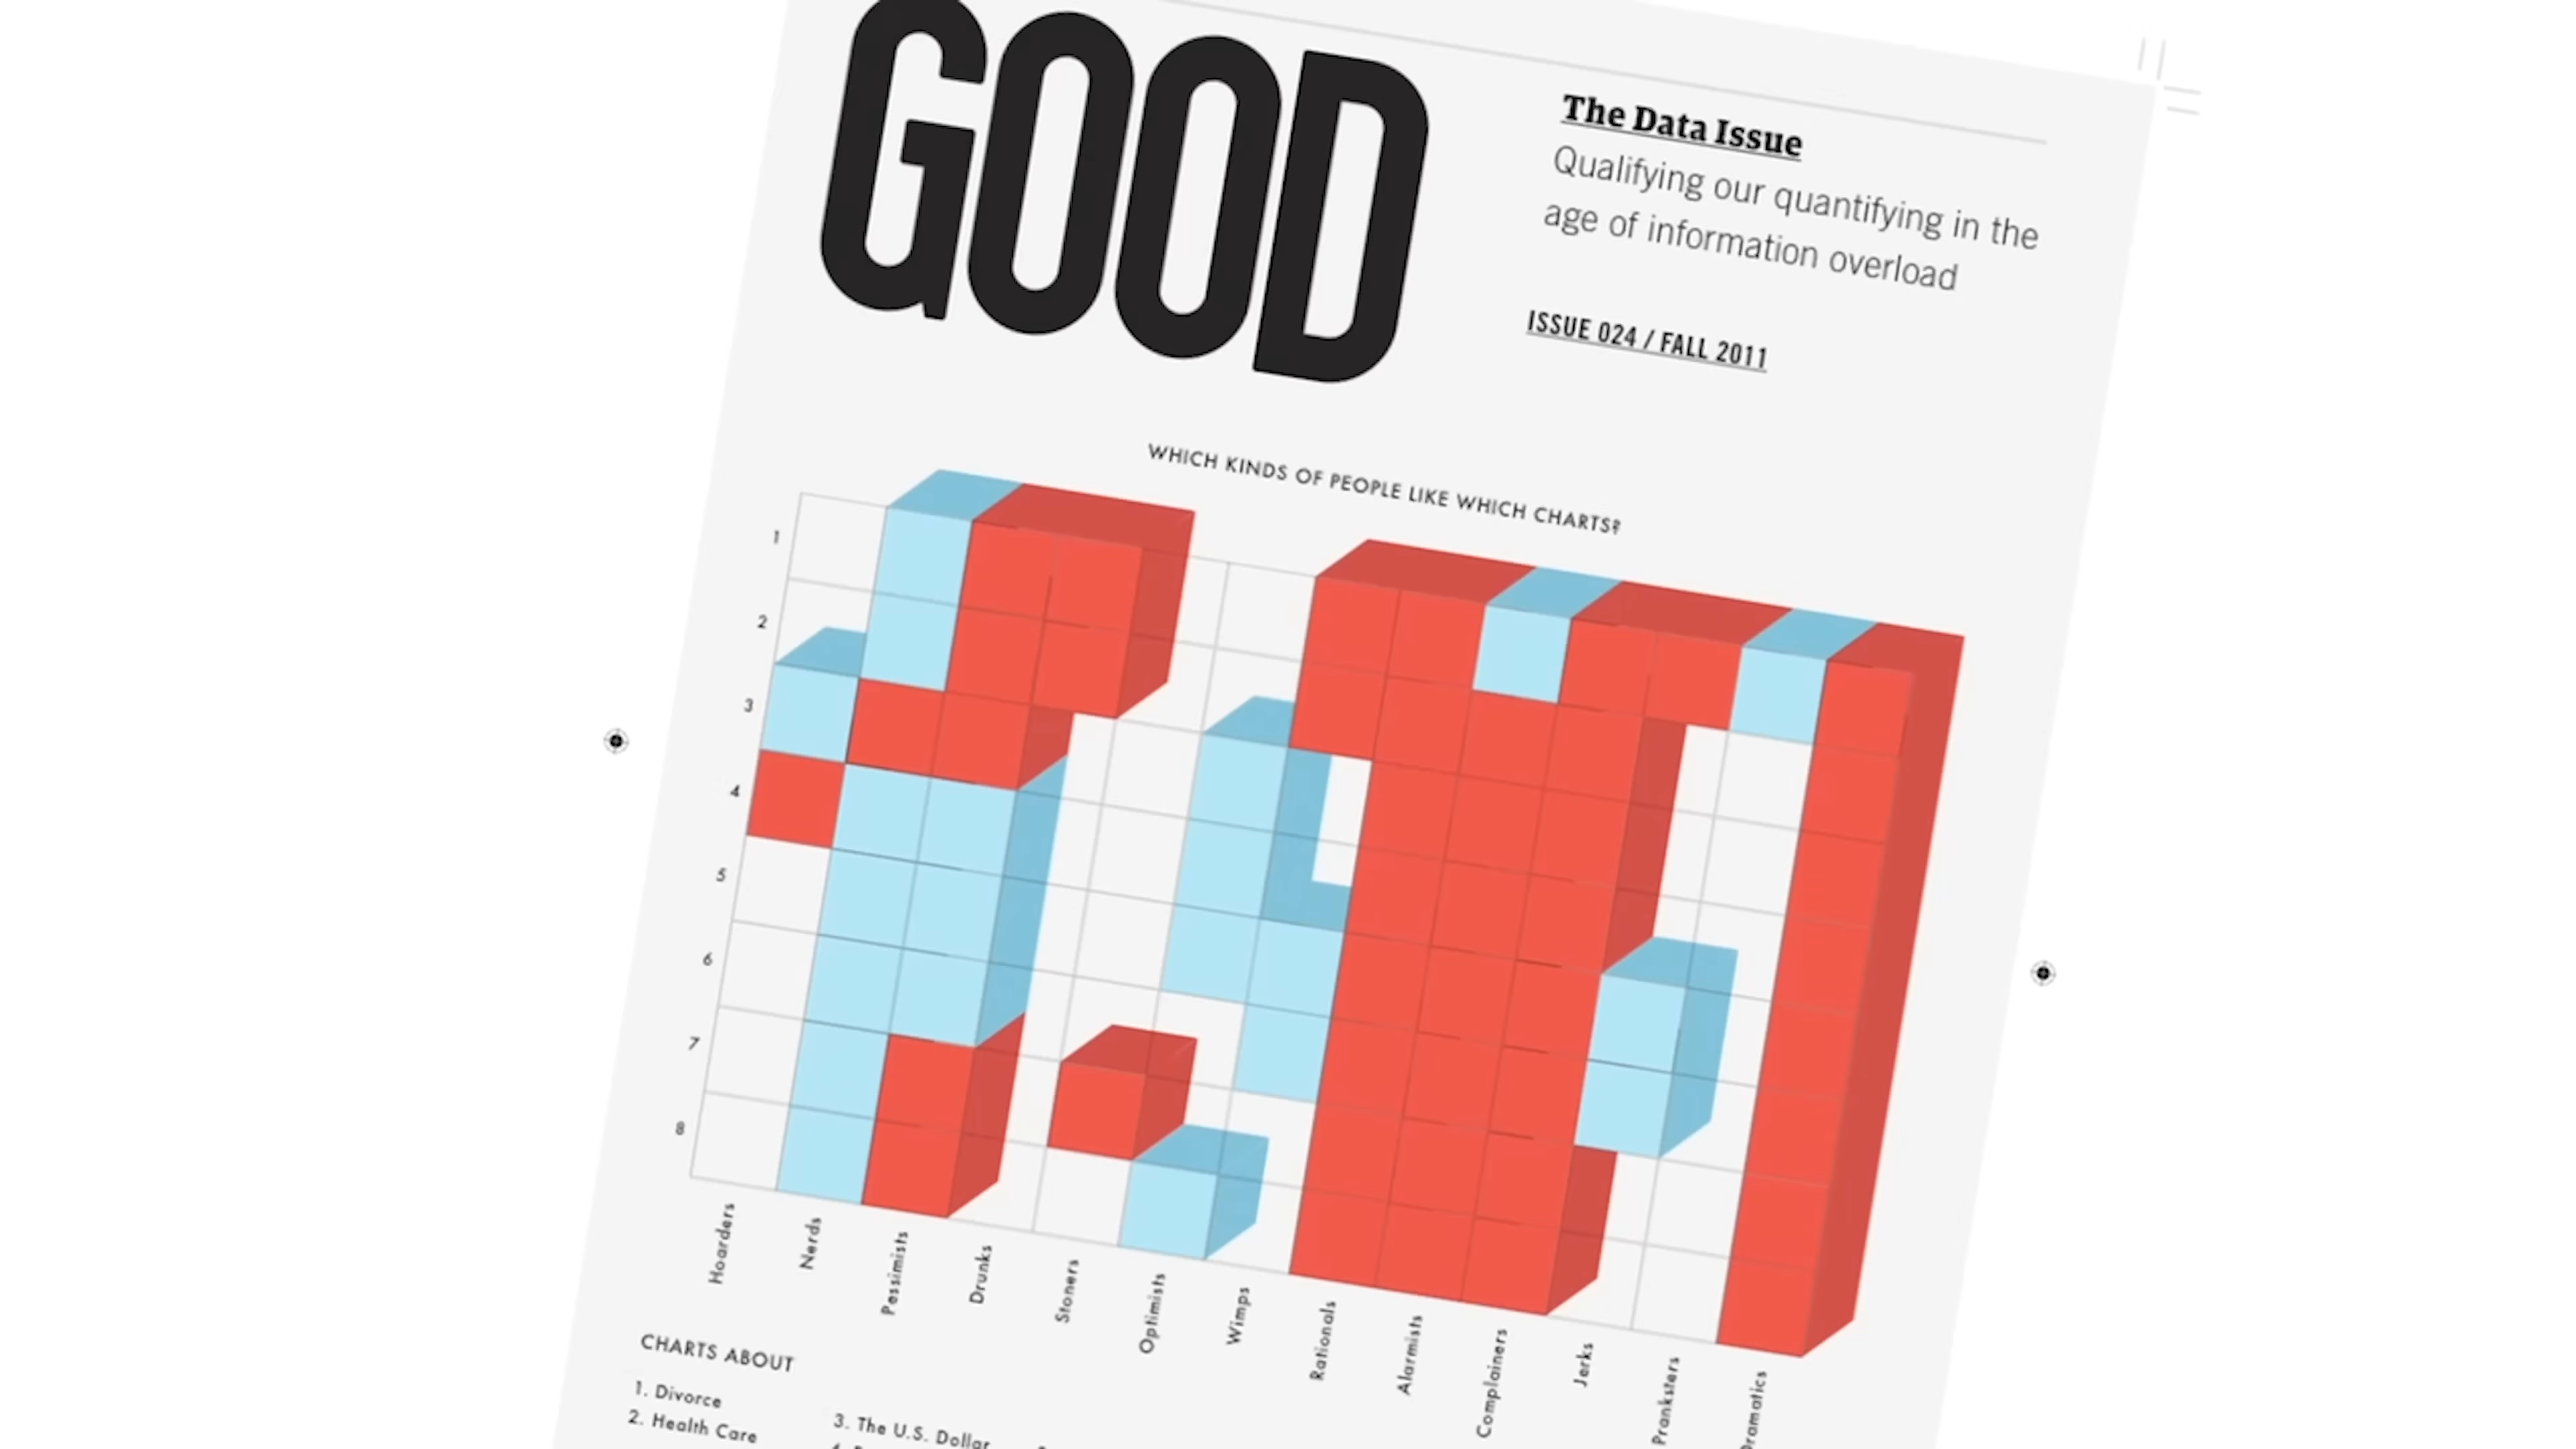 GOOD
The Data Issue
Qualifying our quantifying in the
age of information overload
ISSUE 024 / FALL 2011
WHICH KINDS OF PEOPLE LIKE WHICH CHARTS?
1
2
3
4
5
6
7
8
Hoarders
Nerds
Pessimists
Drunks
Stoners
Optimists
Wimps
Rationals
Alarmists
Complainers
Jerks
Pranksters
Dramatics
CHARTS ABOUT
1. Divorce
2. Health Care
3. The U.S. Dollar